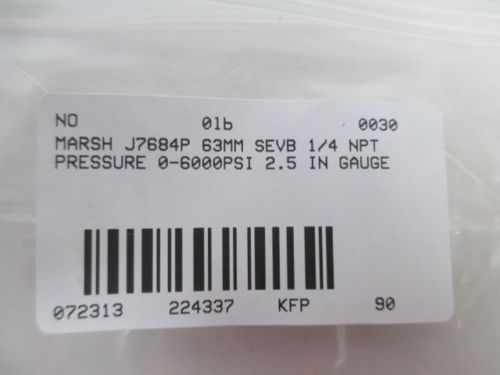 NO 01b 0030
MARSH J7684P 63MM SEVB 1/4 NPT
PRESSURE 0-6000PSI 2.5 IN GAUGE
072313 224337 KFP 90